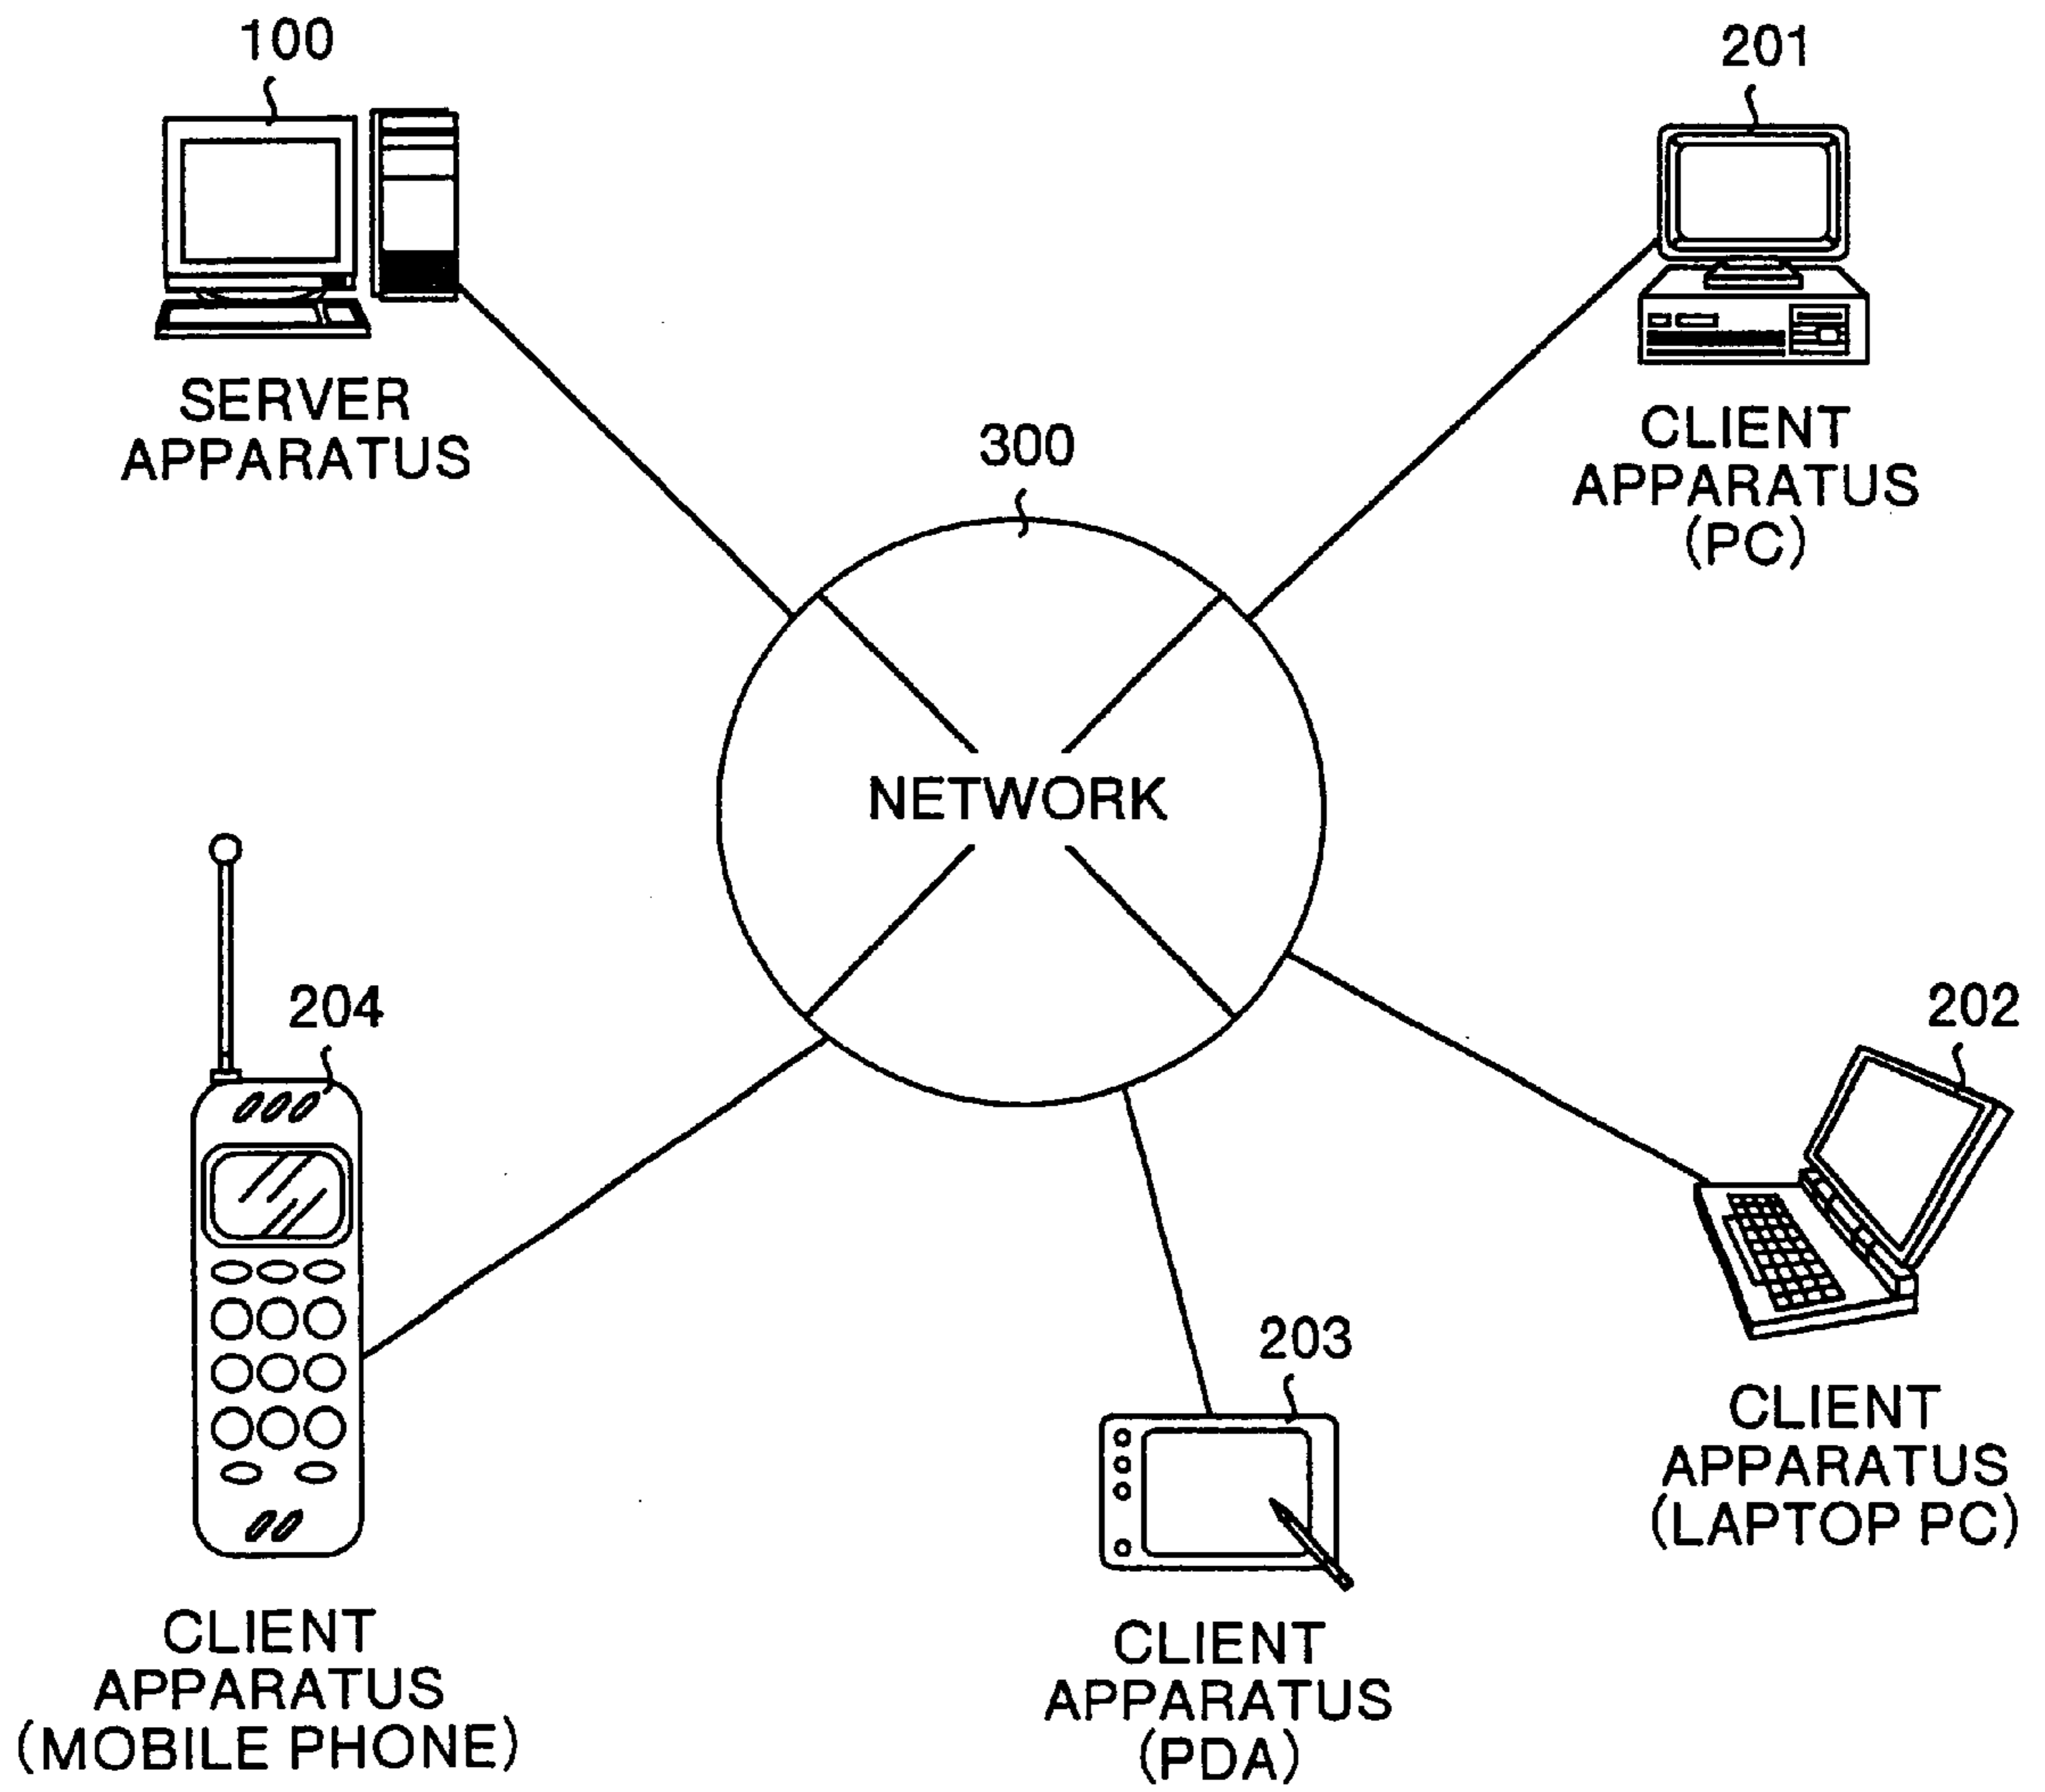 100
SERVER
APPARATUS
201
CLIENT
APPARATUS
(PC)
300
NETWORK
204
CLIENT
APPARATUS
(MOBILE PHONE)
203
CLIENT
APPARATUS
(PDA)
202
CLIENT
APPARATUS
(LAPTOP PC)